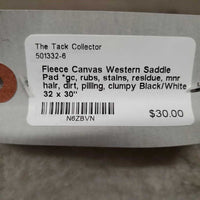 The Tack Collector
501332-6
Fleece Canvas Western Saddle
Pad *gc, rubs, stains, residue, mnr
hair, dirt, pilling, clumpy Black/White
32 x 30"
$30.00
N6ZBVN